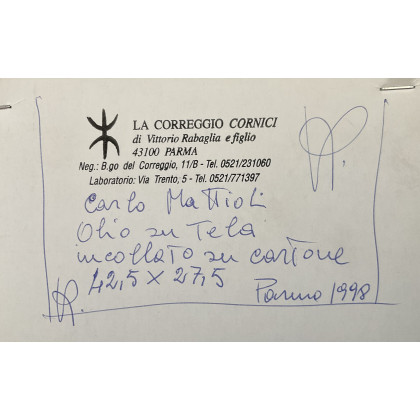 LA CORREGGIO CORNICI
di Vittorio Rabaglia e figlio
43100 PARMA
Neg.: B.go del Correggio, 11/B - Tel. 0521/231060
Laboratorio: Via Trento, 5 - Tel. 0521/771397
Carlo Mattioli
Olio su Tela
incollato su cartone
42,5 x 27,5
Parma 1998